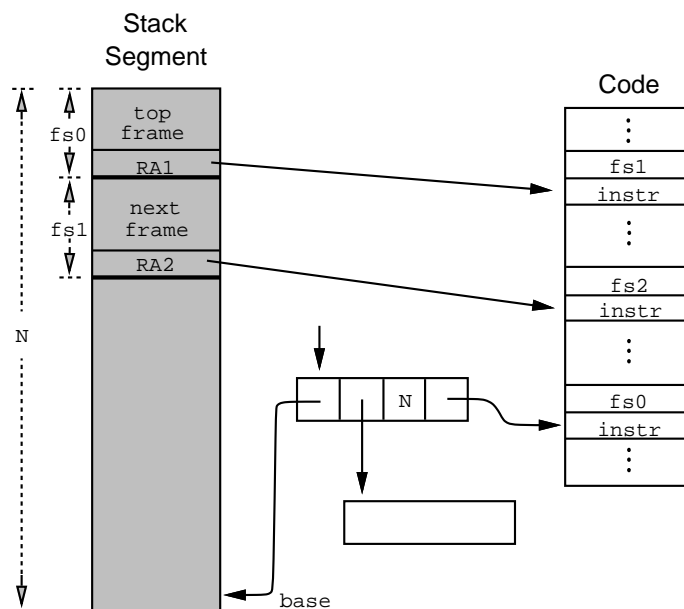 Stack
Segment
Code
top
frame
fs0
RA1
fs1
instr
next
frame
fs1
RA2
fs2
instr
N
N
fs0
instr
base